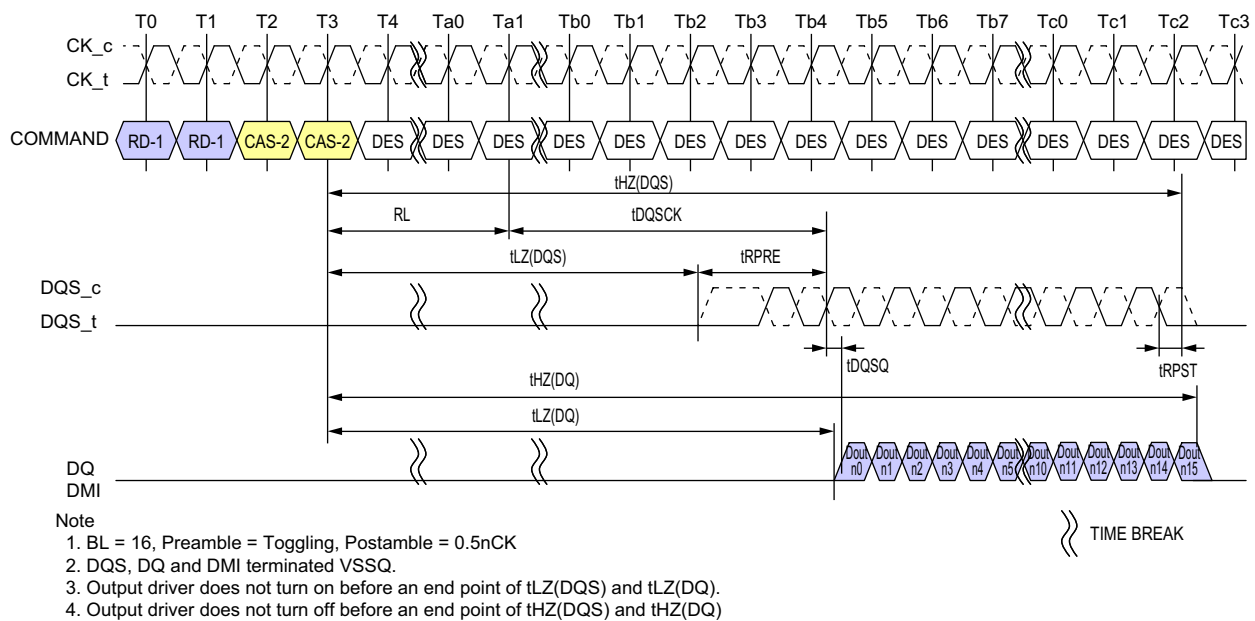 T0 T1 T2 T3 T4 Ta0 Ta1 Tb0 Tb1 Tb2 Tb3 Tb4 Tb5 Tb6 Tb7 Tc0 Tc1 Tc2 Tc3
CK_c
CK_t
COMMAND RD-1 RD-1 CAS-2 CAS-2 DES DES DES DES DES DES DES DES DES DES DES DES DES DES DES
tHZ(DQS)
RL tDQSCK
tLZ(DQS) tRPRE
DQS_c
DQS_t
tDQSQ tRPST
tHZ(DQ)
tLZ(DQ)
DQ
DMI
Dout Dout Dout Dout Dout Dout Dout Dout Dout Dout Dout Dout
n0 n1 n2 n3 n4 n5 n10 n11 n12 n13 n14 n15
TIME BREAK
Note
1. BL = 16, Preamble = Toggling, Postamble = 0.5nCK
2. DQS, DQ and DMI terminated VSSQ.
3. Output driver does not turn on before an end point of tLZ(DQS) and tLZ(DQ).
4. Output driver does not turn off before an end point of tHZ(DQS) and tHZ(DQ)